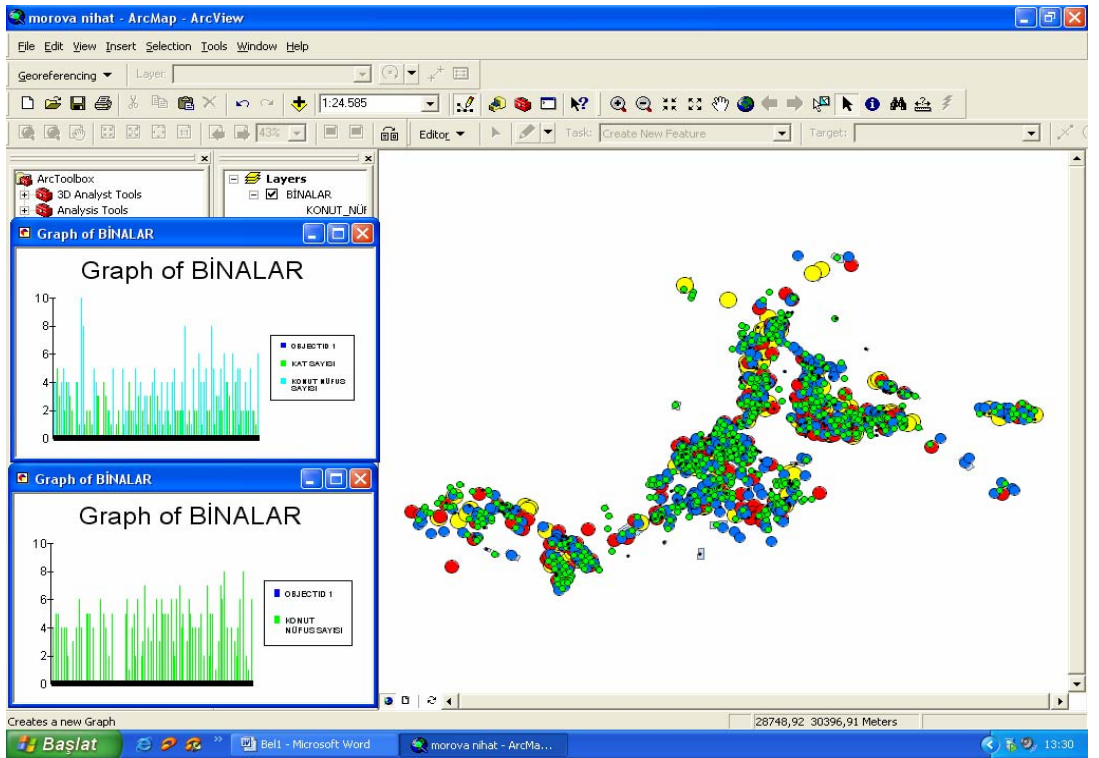 morova nihat - ArcMap - ArcView
File Edit View Insert Selection Tools Window Help
Georeferencing Layer:
1:24.585
43% Editor Task: Create New Feature Target:
ArcToolbox
3D Analyst Tools
Analysis Tools
Layers
BİNALAR
KONUT_NÜF
Graph of BİNALAR
Graph of BİNALAR
10
8
6
4
2
0
OBJECTID 1
KAT SAYISI
KONUT NÜFUS
SAYISI
Graph of BİNALAR
Graph of BİNALAR
10
8
6
4
2
0
OBJECTID 1
KONUT
NÜFUS SAYISI
Creates a new Graph
28748,92 30396,91 Meters
Başlat
Bel1 - Microsoft Word
morova nihat - ArcMa...
13:30